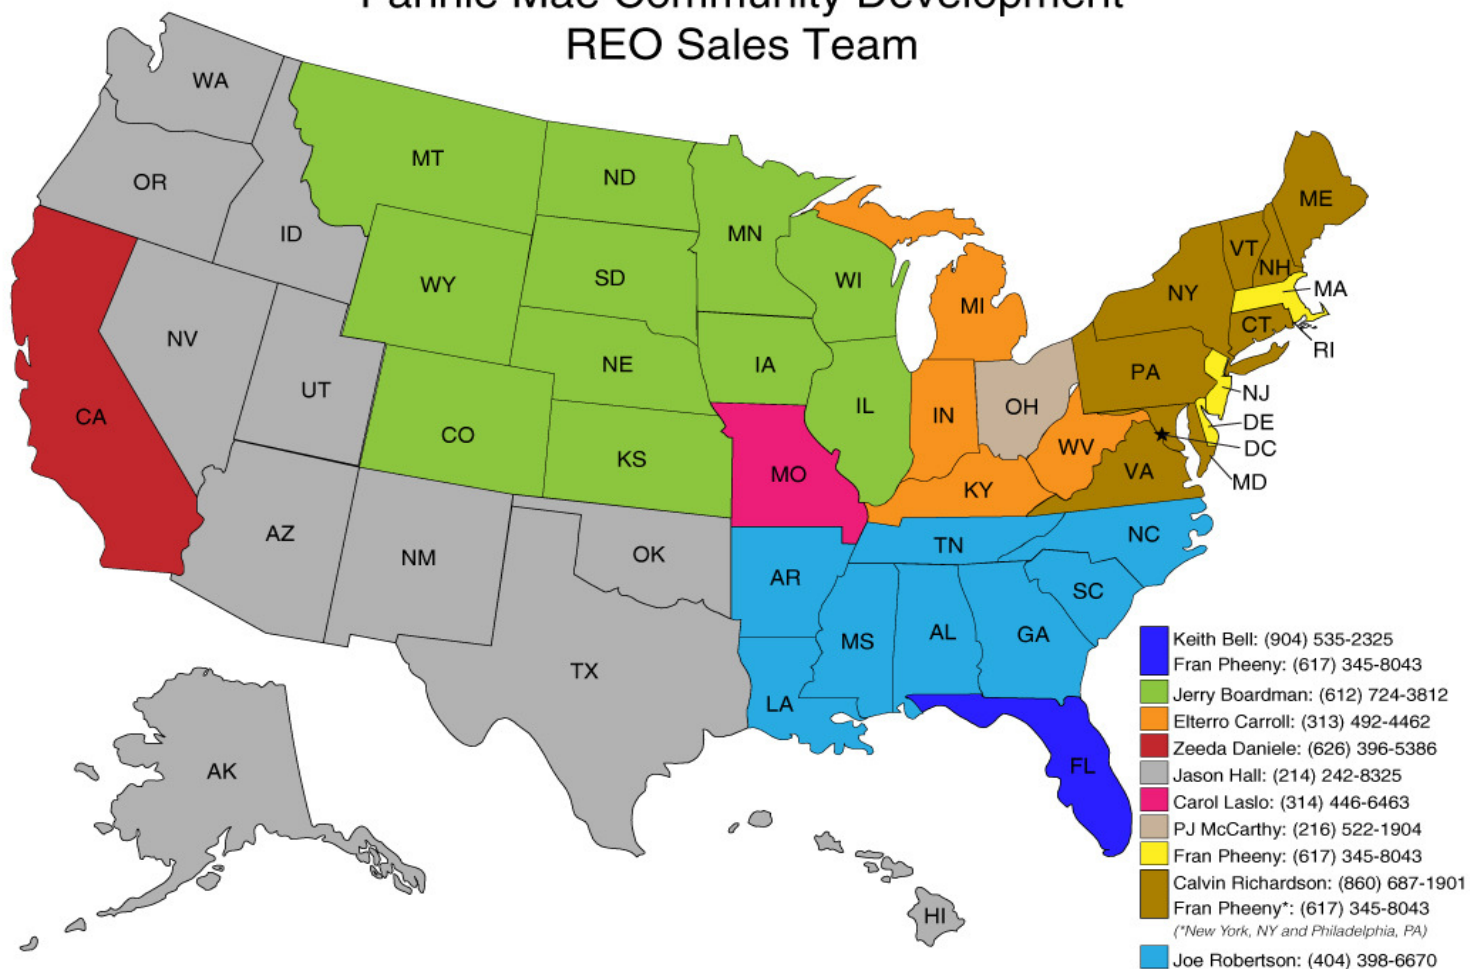 Fannie Mae Community Development
REO Sales Team
WA
OR
ID
MT
ND
MN
WY
SD
WI
MI
ME
VT
NH
NY
MA
CT.
RI
NV
UT
CA
CO
NE
KS
IA
IL
MO
IN
OH
PA
NJ
DE
DC
MD
WV
VA
KY
AZ
NM
OK
TX
AR
LA
TN
NC
SC
MS
AL
GA
FL
AK
HI
Keith Bell: (904) 535-2325
Fran Pheeny: (617) 345-8043
Jerry Boardman: (612) 724-3812
Elterro Carroll: (313) 492-4462
Zeeda Daniele: (626) 396-5386
Jason Hall: (214) 242-8325
Carol Laslo: (314) 446-6463
PJ McCarthy: (216) 522-1904
Fran Pheeny: (617) 345-8043
Calvin Richardson: (860) 687-1901
Fran Pheeny*: (617) 345-8043
(*New York, NY and Philadelphia, PA)
Joe Robertson: (404) 398-6670